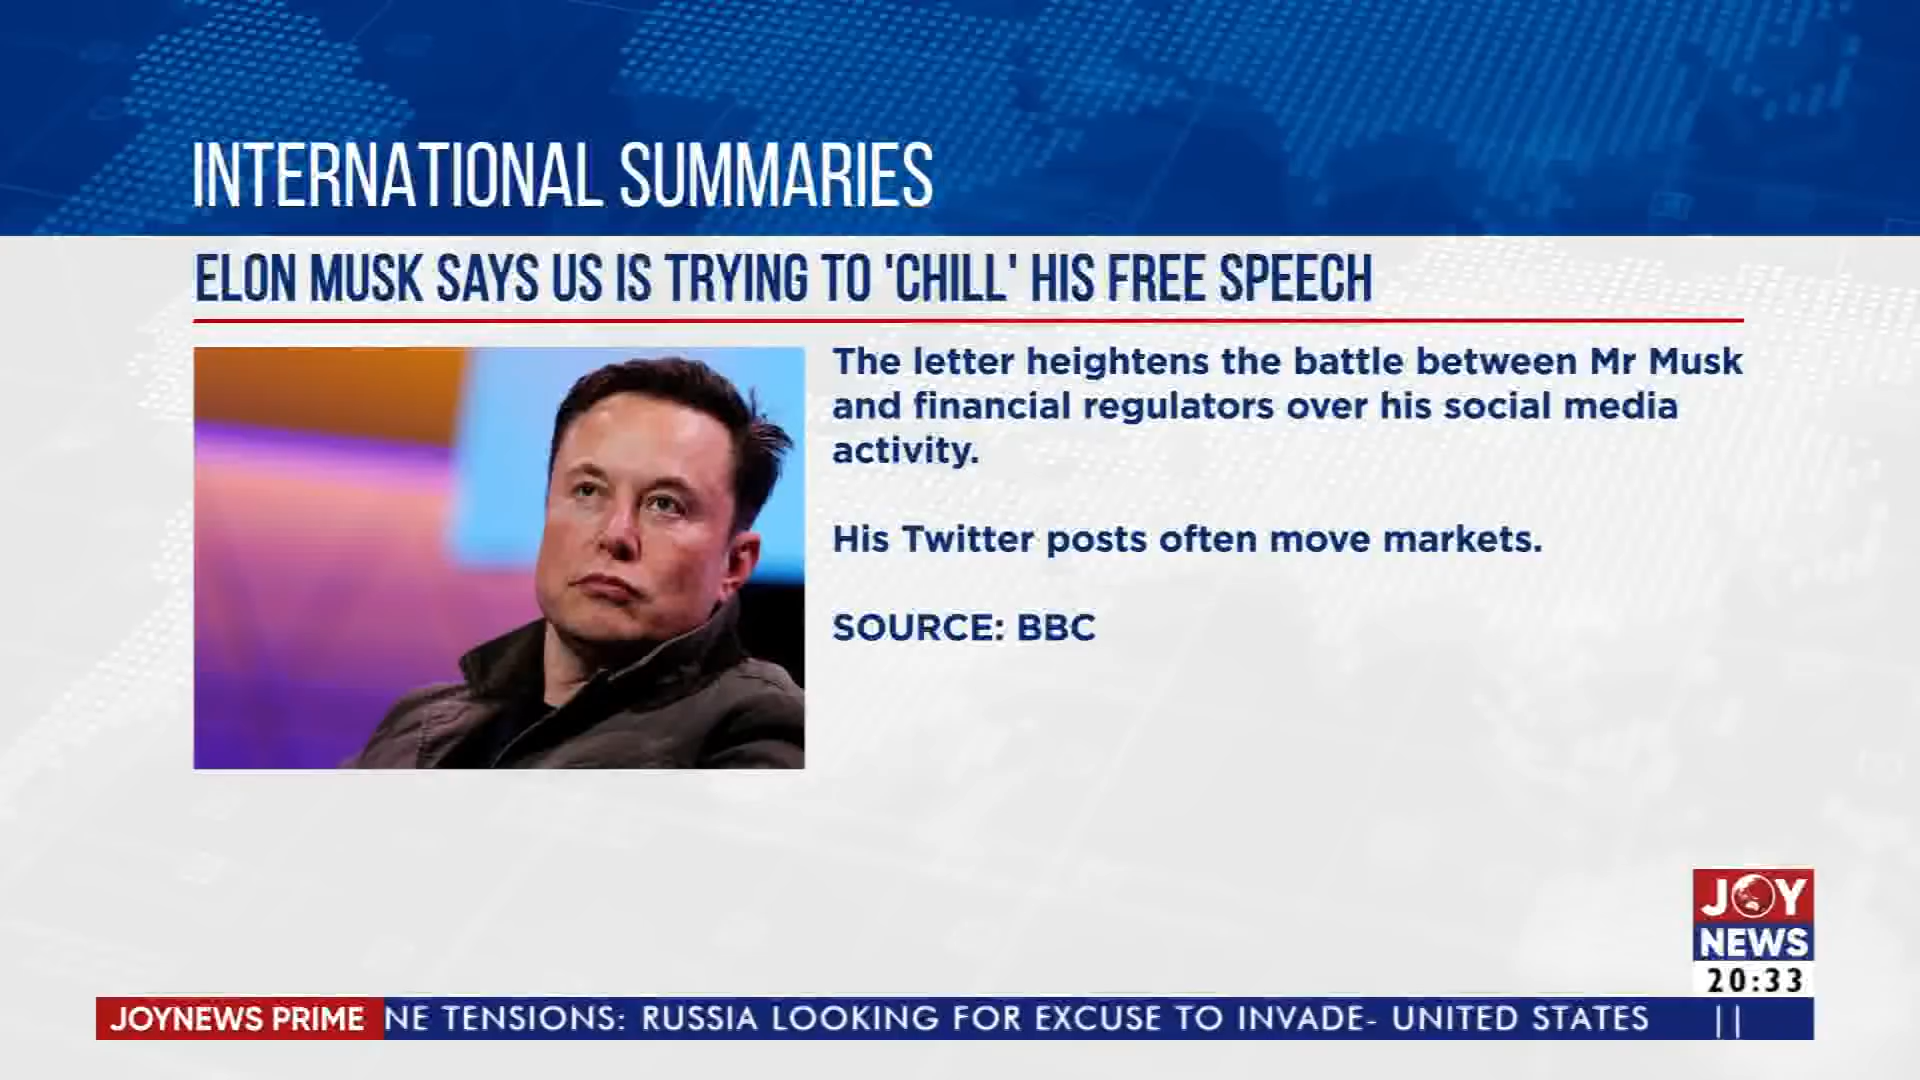 INTERNATIONAL SUMMARIES
ELON MUSK SAYS US IS TRYING TO 'CHILL' HIS FREE SPEECH
The letter heightens the battle between Mr Musk
and financial regulators over his social media
activity.
His Twitter posts often move markets.
SOURCE: BBC
JOY
NEWS
20:33
JOYNEWS PRIME
NE TENSIONS: RUSSIA LOOKING FOR EXCUSE TO INVADE- UNITED STATES ||